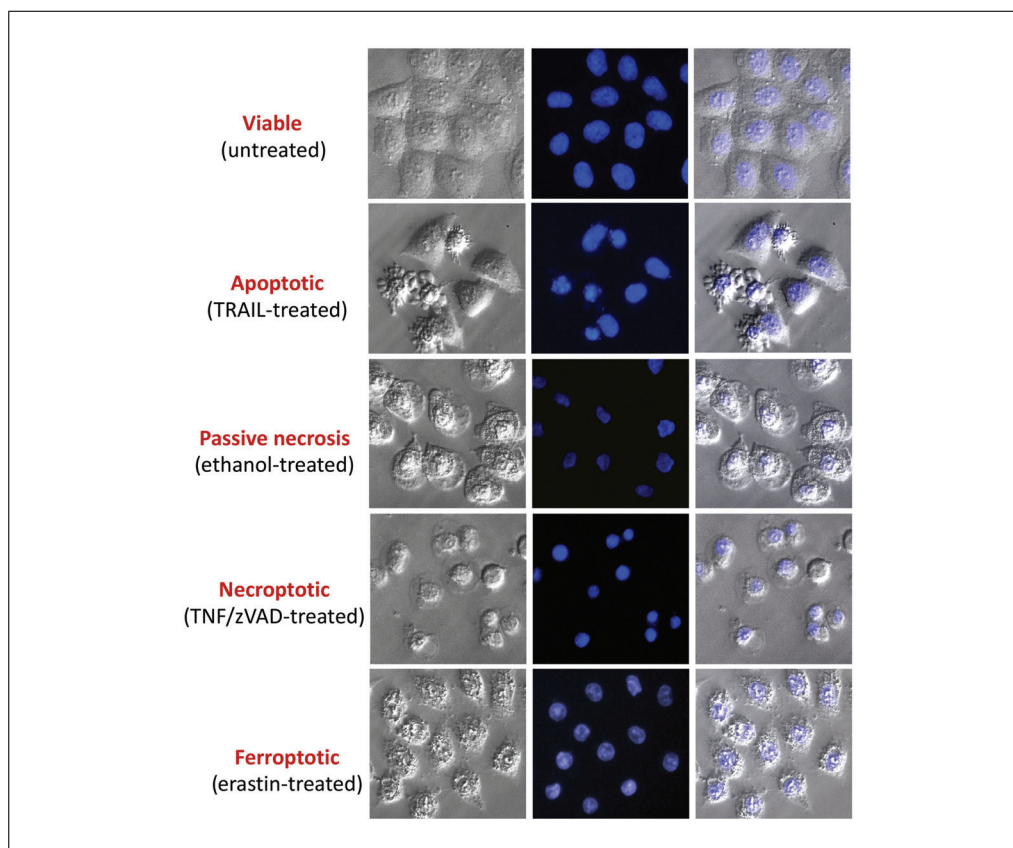 Viable
(untreated)
Apoptotic
(TRAIL-treated)
Passive necrosis
(ethanol-treated)
Necroptotic
(TNF/zVAD-treated)
Ferroptotic
(erastin-treated)